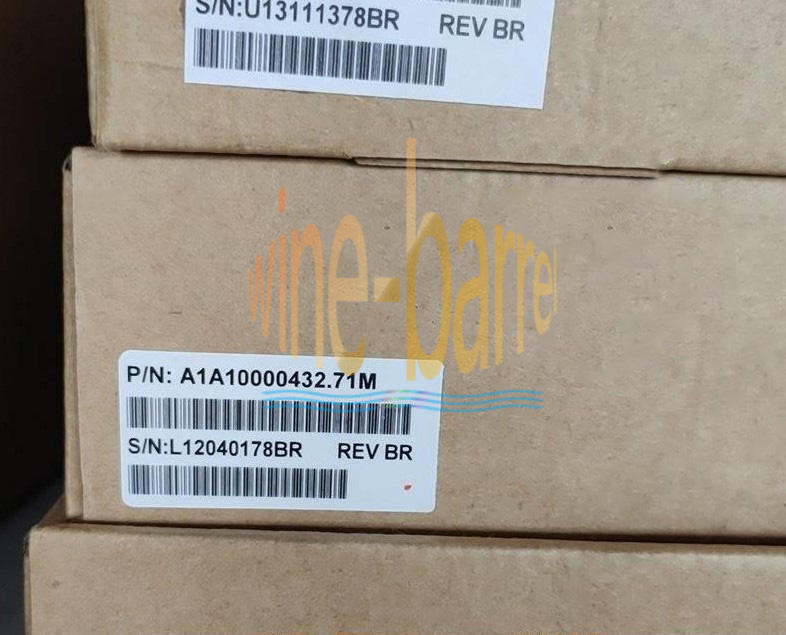 S/N:U13111378BR REV BR
wine-barrel
P/N: A1A10000432.71M
S/N:L12040178BR REV BR